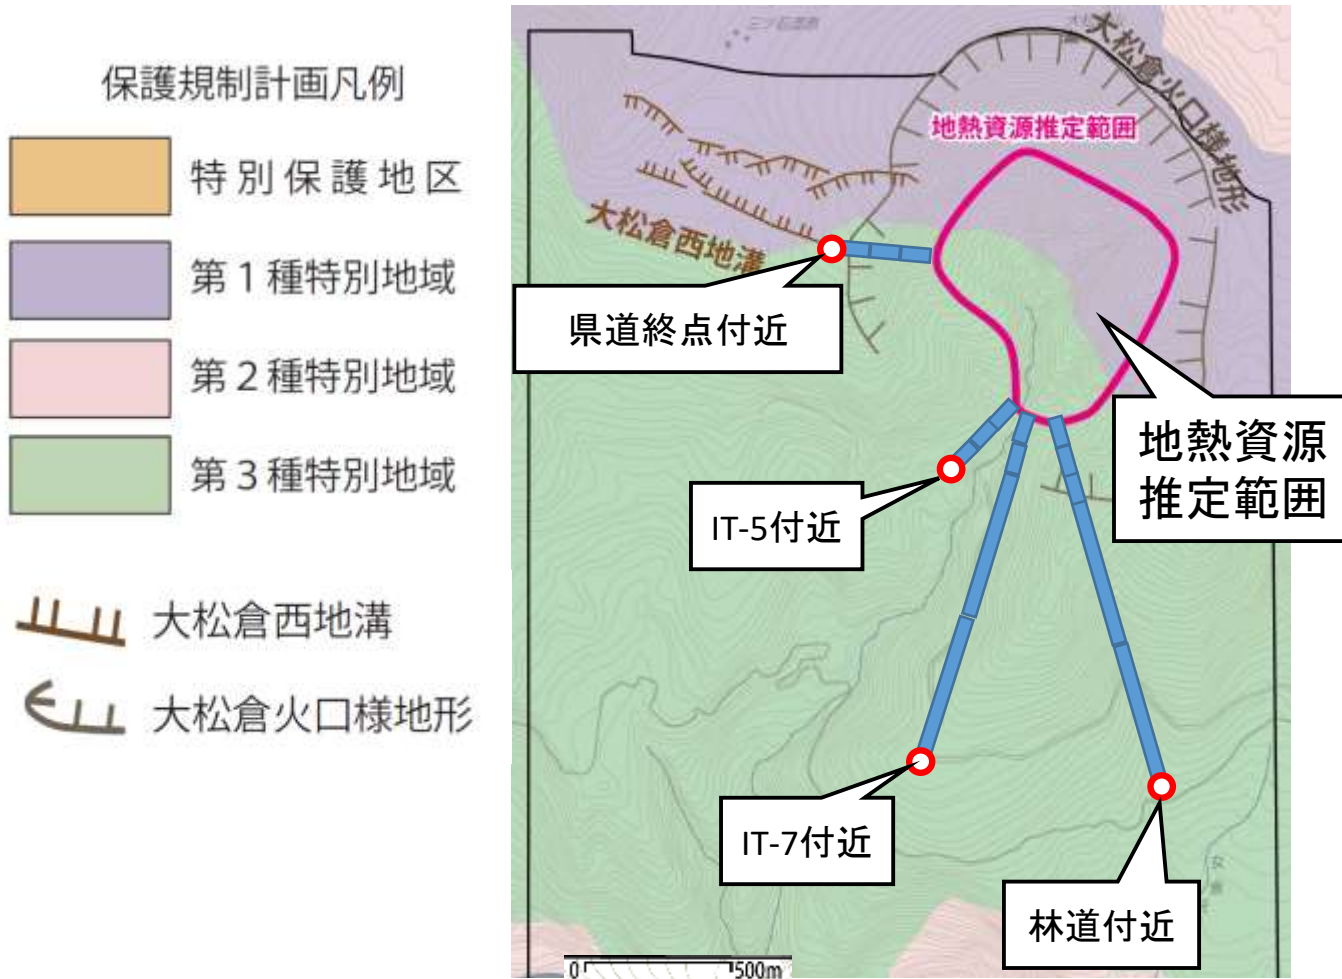 保護規制計画凡例
特別保護地区
第1種特別地域
第2種特別地域
第3種特別地域
大松倉西地溝
大松倉火口様地形
大松倉火口様地形
地熱資源推定範囲
大松倉西地溝
県道終点付近
地熱資源
推定範囲
IT-5付近
IT-7付近
林道付近
0
500m